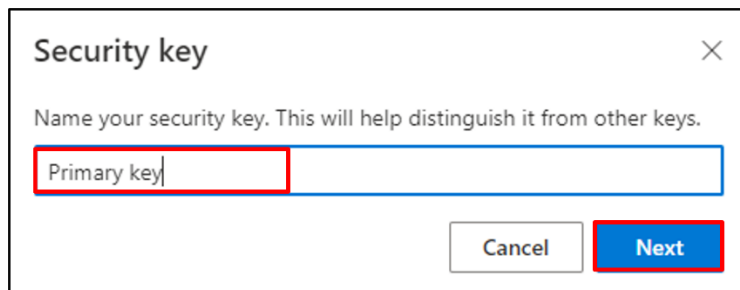 Security key
Name your security key. This will help distinguish it from other keys.
Primary key
Cancel
Next